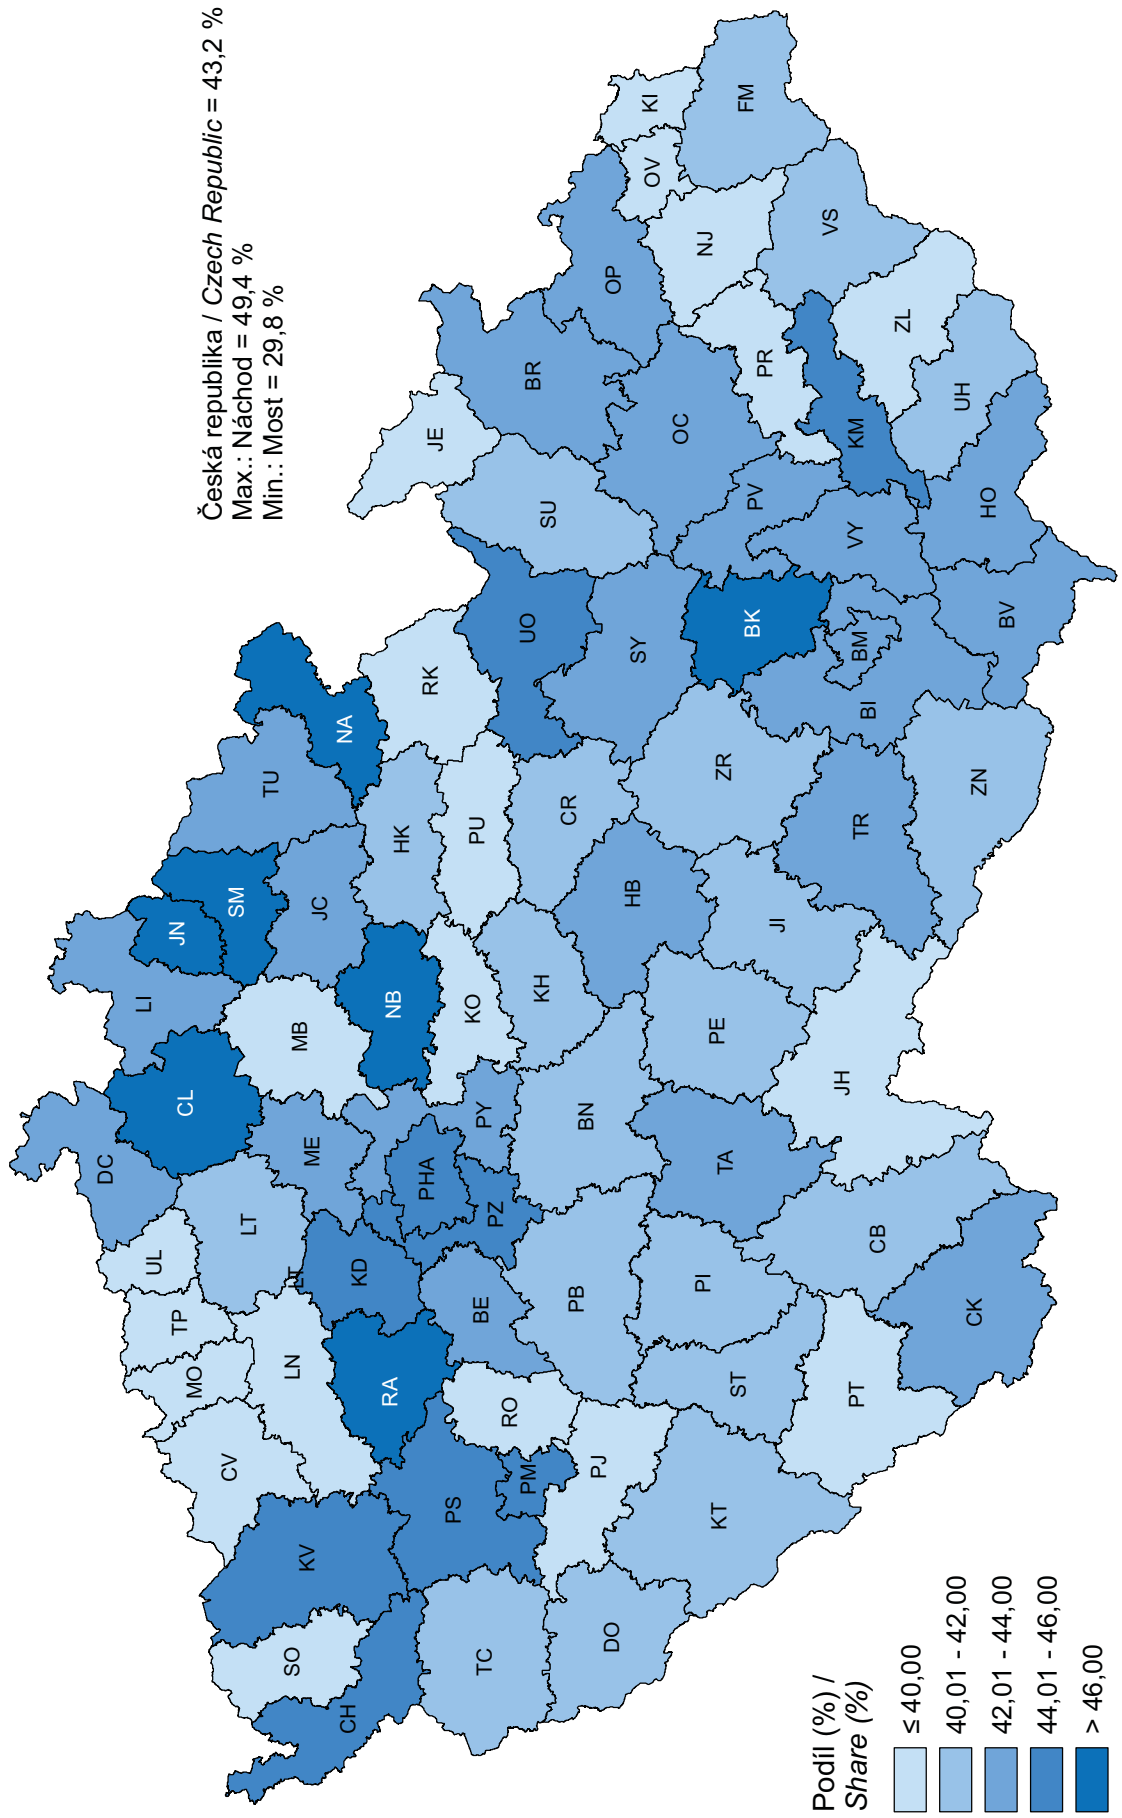 Česká republika / Czech Republic = 43,2 %
Max.: Náchod = 49,4 %
Min.: Most = 29,8 %
DC
LI
JN
SM
TU
NA
CL
UL
TP
MO
CV
LT
LT
ME
MB
JC
HK
RK
JE
BR
OP
OV
KI
FM
SO
KV
LN
KD
PHA
NB
PU
UO
SU
OC
NJ
CH
RA
BE
PZ
PY
KO
KH
CR
SY
PR
VS
PS
RO
PM
TC
PJ
PB
BN
HB
ZR
BK
PV
KM
ZL
DO
KT
ST
PI
TA
PE
JI
TR
BI
BM
VY
UH
HO
PT
CB
JH
ZN
BV
CK
Podíl (%) /
Share (%)
≤ 40,00
40,01 - 42,00
42,01 - 44,00
44,01 - 46,00
> 46,00